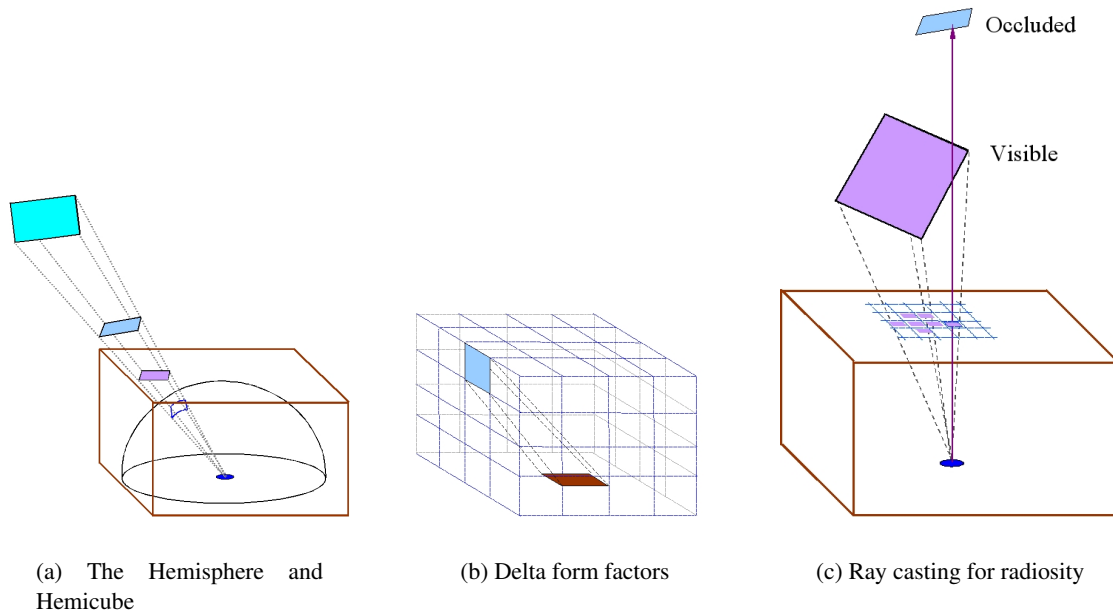 Occluded
Visible
(a) The Hemisphere and
Hemicube
(b) Delta form factors
(c) Ray casting for radiosity